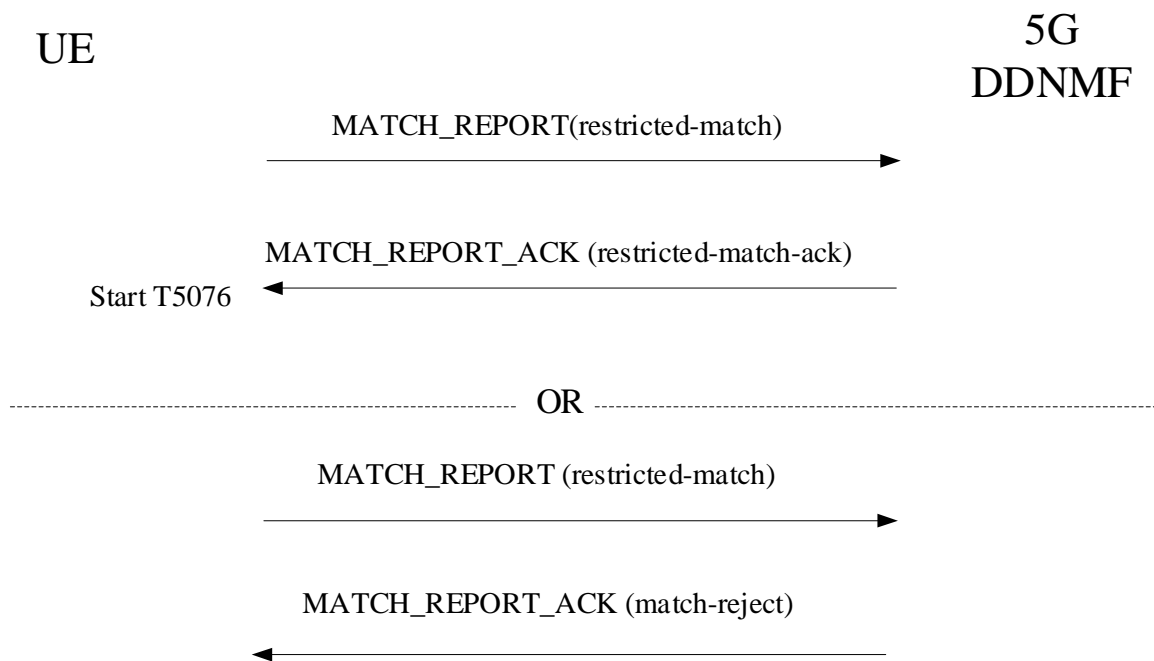 UE
5G
DDNMF
MATCH_REPORT(restricted-match)
MATCH_REPORT_ACK (restricted-match-ack)
Start T5076
OR
MATCH_REPORT (restricted-match)
MATCH_REPORT_ACK (match-reject)